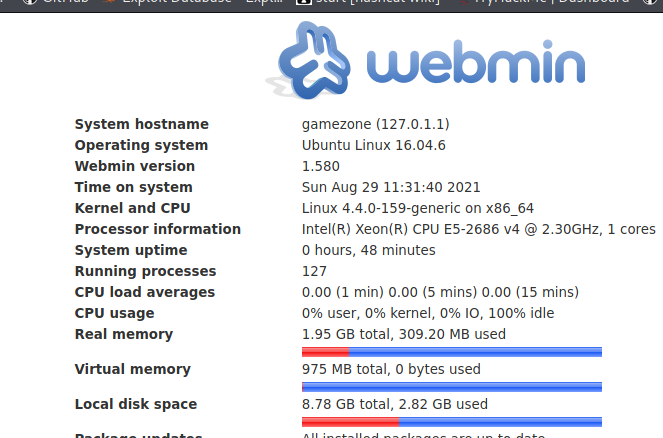 GitHub Exploit Database - Expl... start [hashcat wiki] TryHackMe | Dashboard
webmin
System hostname gamezone (127.0.1.1)
Operating system Ubuntu Linux 16.04.6
Webmin version 1.580
Time on system Sun Aug 29 11:31:40 2021
Kernel and CPU Linux 4.4.0-159-generic on x86_64
Processor information Intel(R) Xeon(R) CPU E5-2686 v4 @ 2.30GHz, 1 cores
System uptime 0 hours, 48 minutes
Running processes 127
CPU load averages 0.00 (1 min) 0.00 (5 mins) 0.00 (15 mins)
CPU usage 0% user, 0% kernel, 0% IO, 100% idle
Real memory 1.95 GB total, 309.20 MB used
Virtual memory 975 MB total, 0 bytes used
Local disk space 8.78 GB total, 2.82 GB used
Package updates All installed packages are up to date